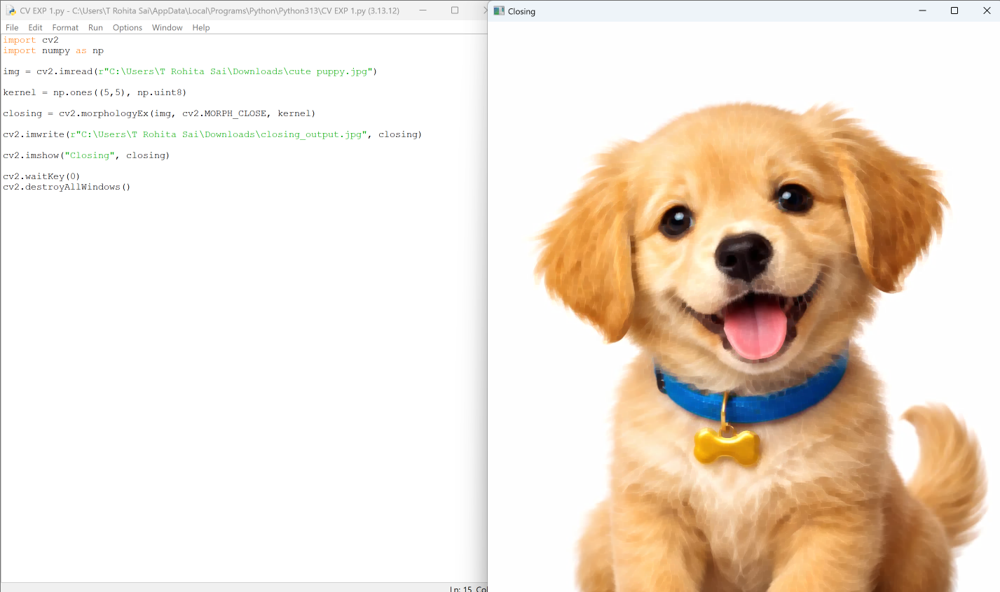 CV EXP 1.py - C:\Users\T Rohita Sai\AppData\Local\Programs\Python\Python313\CV EXP 1.py (3.13.12)
File Edit Format Run Options Window Help
import cv2
import numpy as np
img = cv2.imread(r"C:\Users\T Rohita Sai\Downloads\cute puppy.jpg")
kernel = np.ones((5,5), np.uint8)
closing = cv2.morphologyEx(img, cv2.MORPH_CLOSE, kernel)
cv2.imwrite(r"C:\Users\T Rohita Sai\Downloads\closing_output.jpg", closing)
cv2.imshow("Closing", closing)
cv2.waitKey(0)
cv2.destroyAllWindows()
Ln: 15 Col
Closing